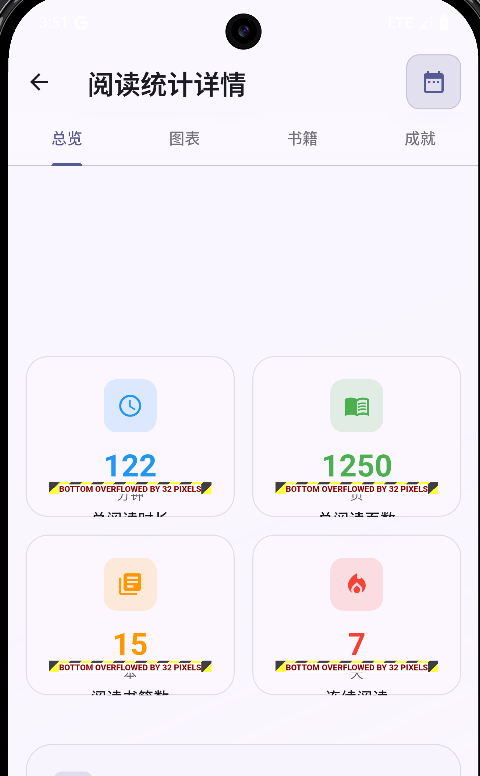 3:51 G LTE
阅读统计详情
总览 图表 书籍 成就
122 1250
BOTTOM OVERFLOWED BY 32 PIXELS BOTTOM OVERFLOWED BY 32 PIXELS
分钟 页
总阅读时长 总阅读页数
15 7
BOTTOM OVERFLOWED BY 32 PIXELS BOTTOM OVERFLOWED BY 32 PIXELS
本 天
阅读书籍数 连续阅读